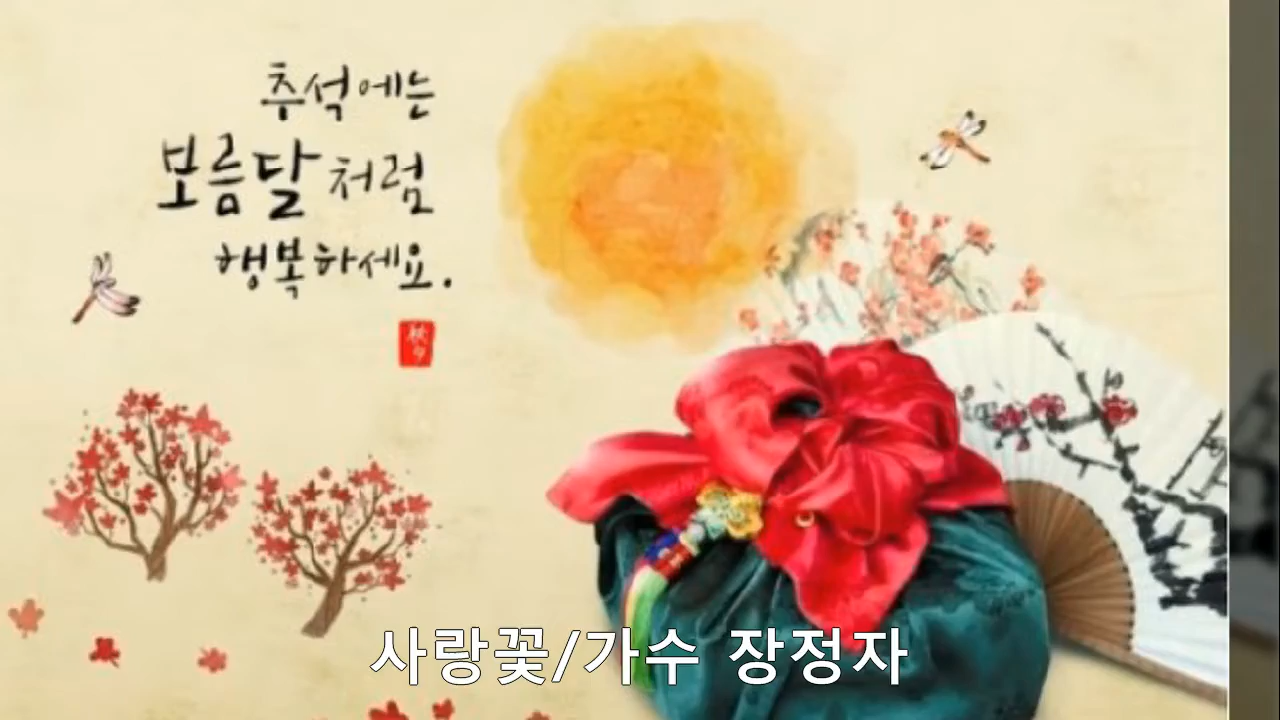 추석에는
보름달처럼
행복하세요.
사랑꽃/가수 장정자